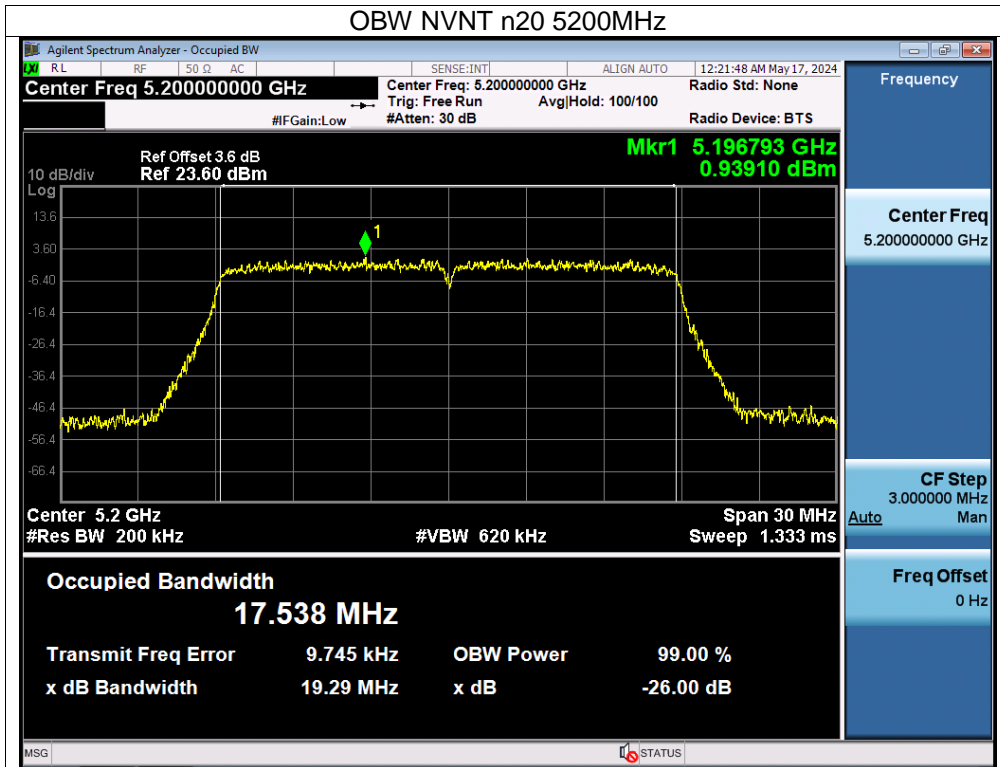 OBW NVNT n20 5200MHz
Agilent Spectrum Analyzer - Occupied BW
LXI RL RF 50 Ω AC SENSE:INT ALIGN AUTO 12:21:48 AM May 17, 2024
Center Freq 5.200000000 GHz
Center Freq: 5.200000000 GHz Radio Std: None
Trig: Free Run Avg|Hold: 100/100
#IFGain:Low #Atten: 30 dB Radio Device: BTS
Frequency
Mkr1 5.196793 GHz
0.93910 dBm
Ref Offset 3.6 dB
10 dB/div Ref 23.60 dBm
Log
13.6
3.60
-6.40
-16.4
-26.4
-36.4
-46.4
-56.4
-66.4
1
Center 5.2 GHz Span 30 MHz
#Res BW 200 kHz #VBW 620 kHz Sweep 1.333 ms
Center Freq
5.200000000 GHz
CF Step
3.000000 MHz
Auto Man
Freq Offset
0 Hz
Occupied Bandwidth
17.538 MHz
Transmit Freq Error 9.745 kHz OBW Power 99.00 %
x dB Bandwidth 19.29 MHz x dB -26.00 dB
MSG STATUS